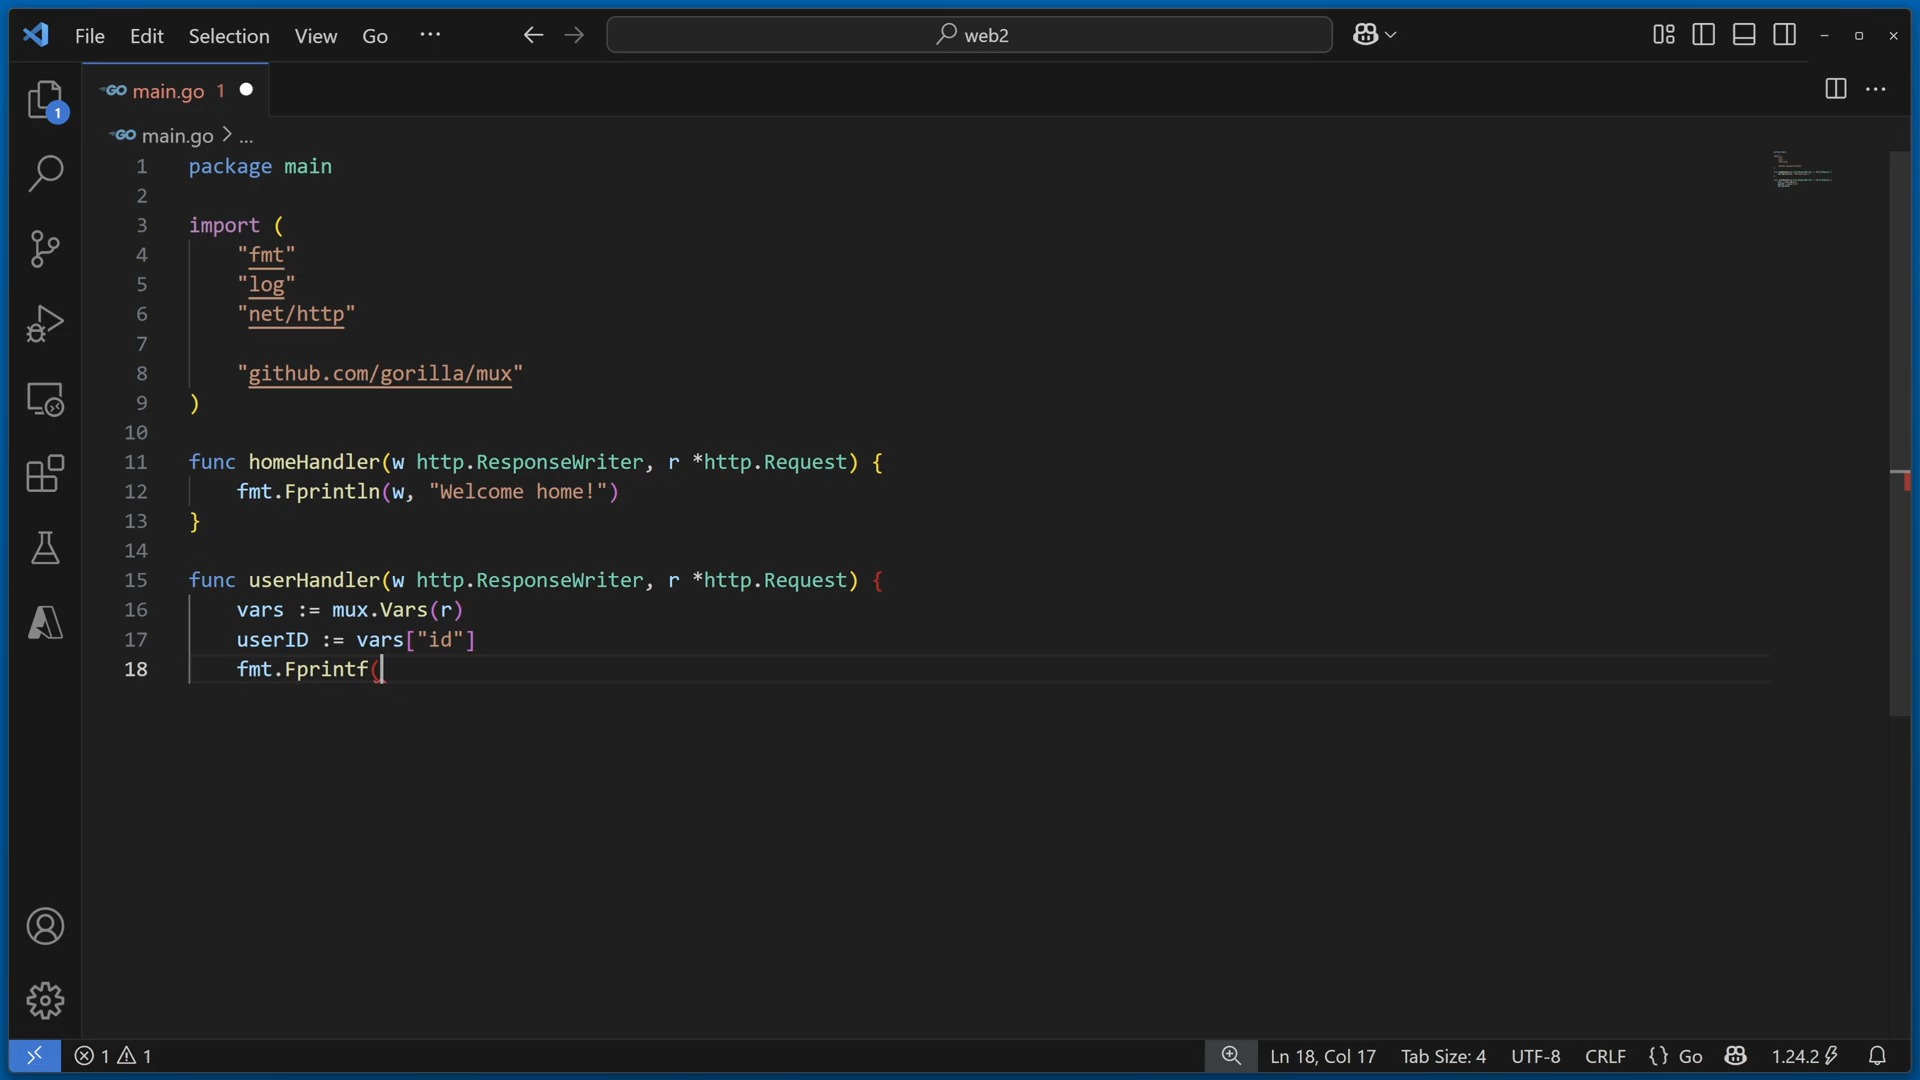 File Edit Selection View Go ··· web2
main.go 1
main.go > ...
1 package main
2
3 import (
4 "fmt"
5 "log"
6 "net/http"
7
8 "github.com/gorilla/mux"
9 )
10
11 func homeHandler(w http.ResponseWriter, r *http.Request) {
12 fmt.Fprintln(w, "Welcome home!")
13 }
14
15 func userHandler(w http.ResponseWriter, r *http.Request) {
16 vars := mux.Vars(r)
17 userID := vars["id"]
18 fmt.Fprintf(
1
1 1 Ln 18, Col 17 Tab Size: 4 UTF-8 CRLF {} Go 1.24.2